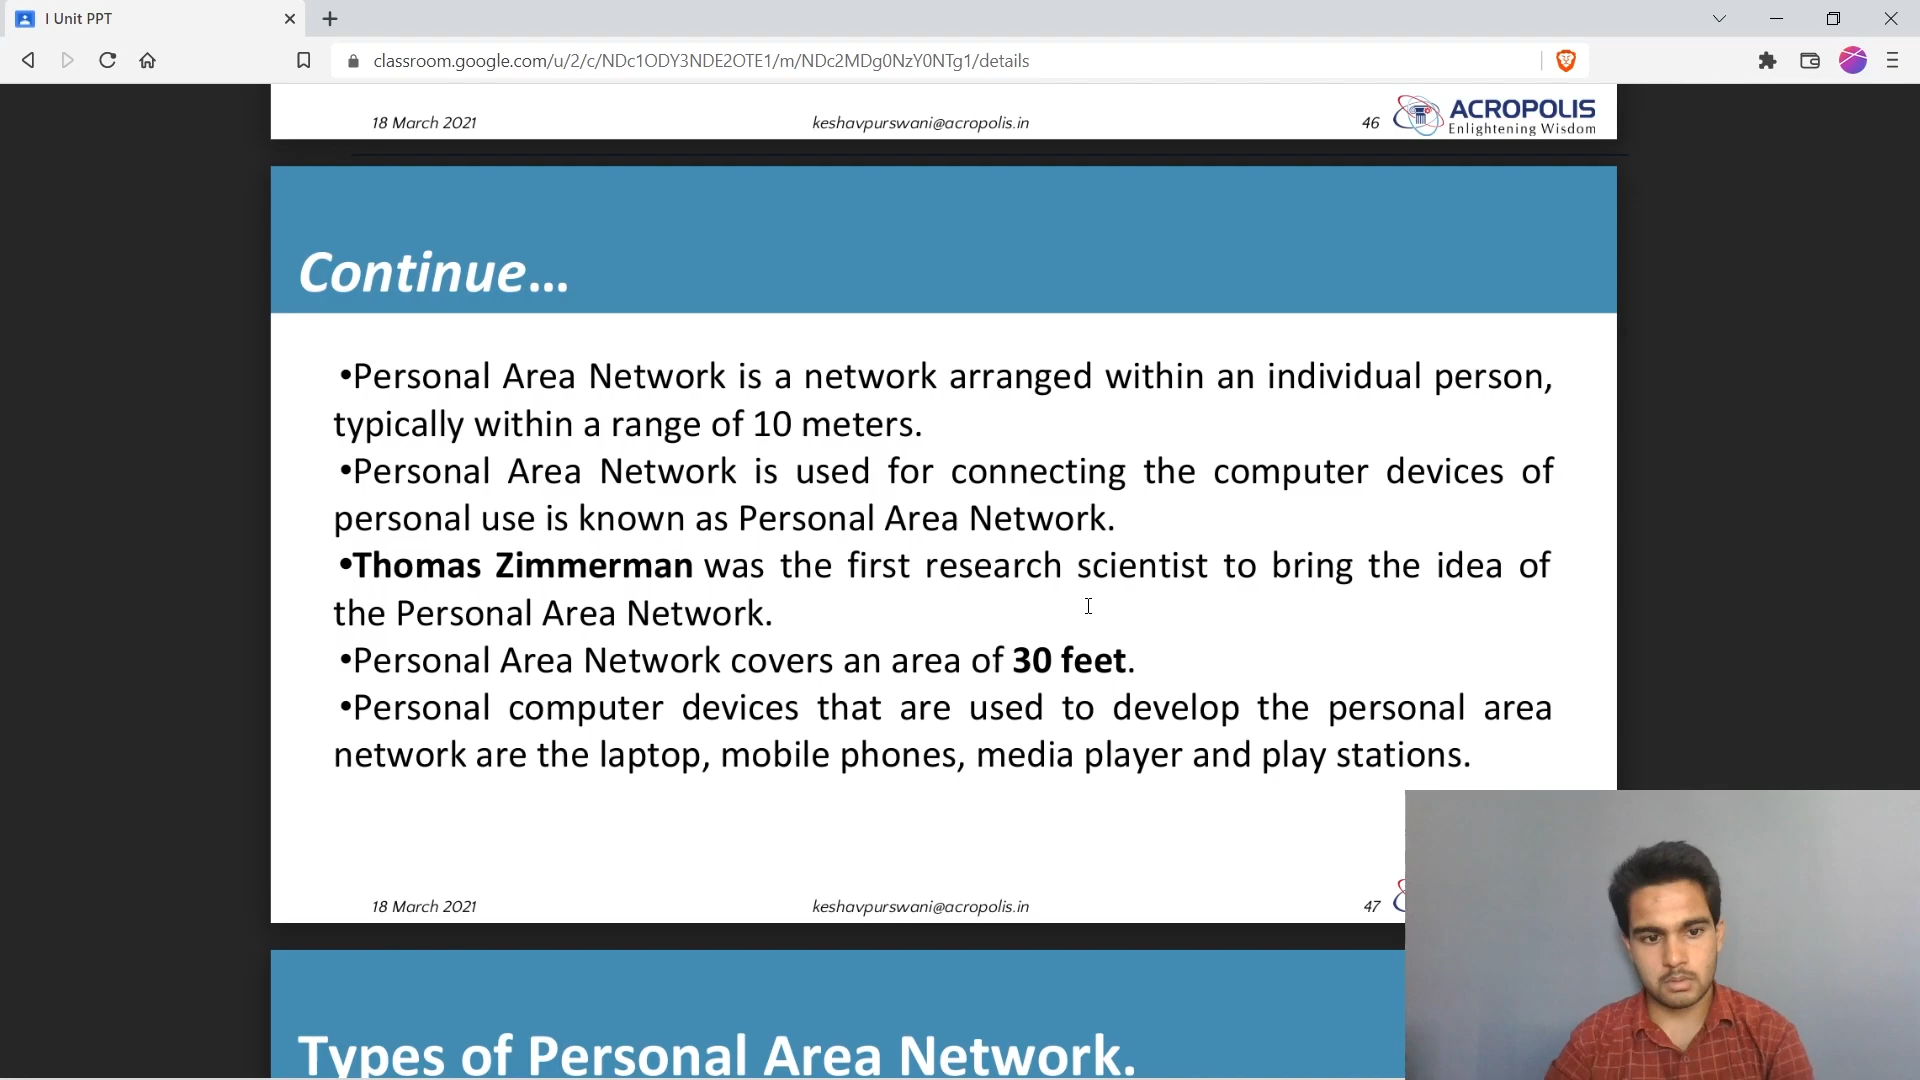 I Unit PPT
classroom.google.com/u/2/c/NDc1ODY3NDE2OTE1/m/NDc2MDg0NzY0NTg1/details
18 March 2021
keshavpurswani@acropolis.in
46
ACROPOLIS
Enlightening Wisdom
Continue...
•Personal Area Network is a network arranged within an individual person,
typically within a range of 10 meters.
•Personal Area Network is used for connecting the computer devices of
personal use is known as Personal Area Network.
•Thomas Zimmerman was the first research scientist to bring the idea of
the Personal Area Network.
•Personal Area Network covers an area of 30 feet.
•Personal computer devices that are used to develop the personal area
network are the laptop, mobile phones, media player and play stations.
18 March 2021
keshavpurswani@acropolis.in
47
Types of Personal Area Network.